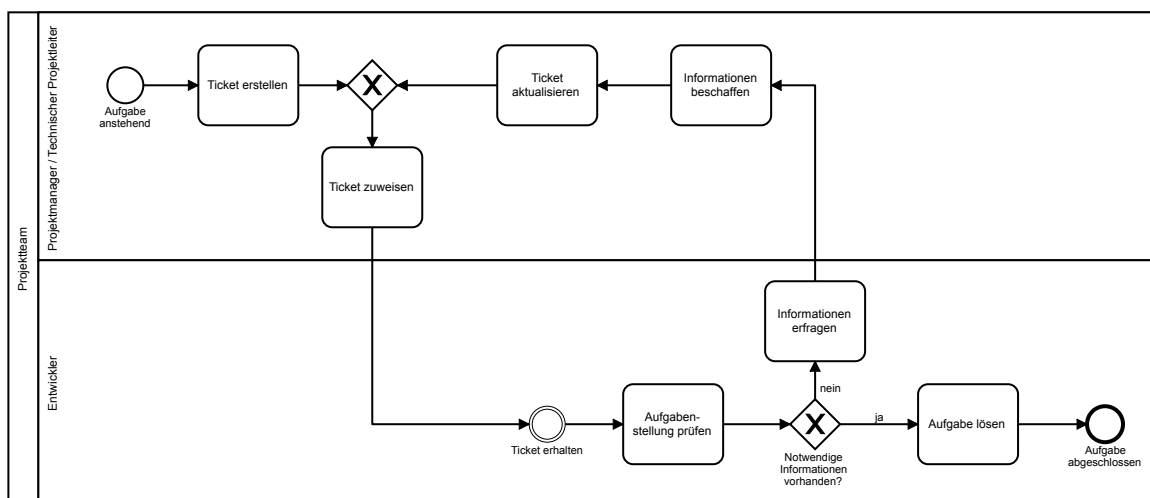 Projektteam
Projektmanager / Technischer Projektleiter
Aufgabe
anstehend
Ticket erstellen
Ticket
aktualisieren
Informationen
beschaffen
Ticket zuweisen
Entwickler
Ticket erhalten
Aufgaben-
stellung prüfen
Informationen
erfragen
nein
Notwendige
Informationen
vorhanden?
ja
Aufgabe lösen
Aufgabe
abgeschlossen